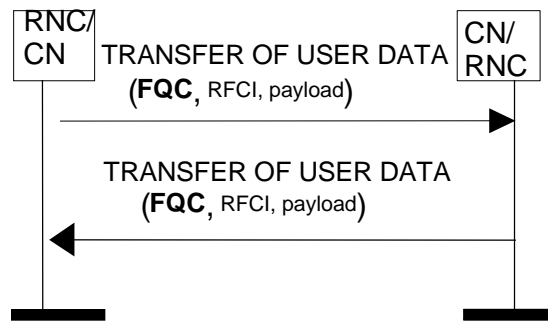 RNC/
CN
CN/
RNC
TRANSFER OF USER DATA
(FQC, RFCI, payload)
TRANSFER OF USER DATA
(FQC, RFCI, payload)